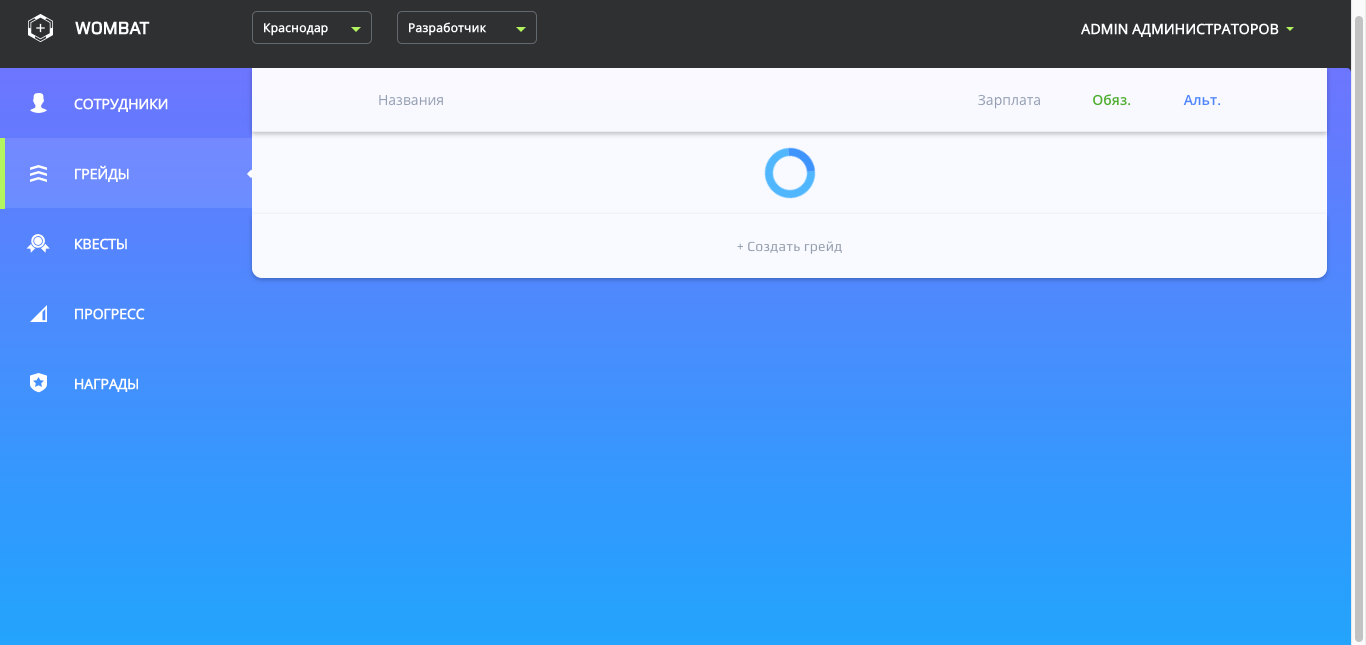 WOMBAT
Краснодар
Разработчик
ADMIN АДМИНИСТРАТОРОВ
СОТРУДНИКИ
ГРЕЙДЫ
КВЕСТЫ
ПРОГРЕСС
НАГРАДЫ
Названия
Зарплата
Обяз.
Альт.
+ Создать грейд